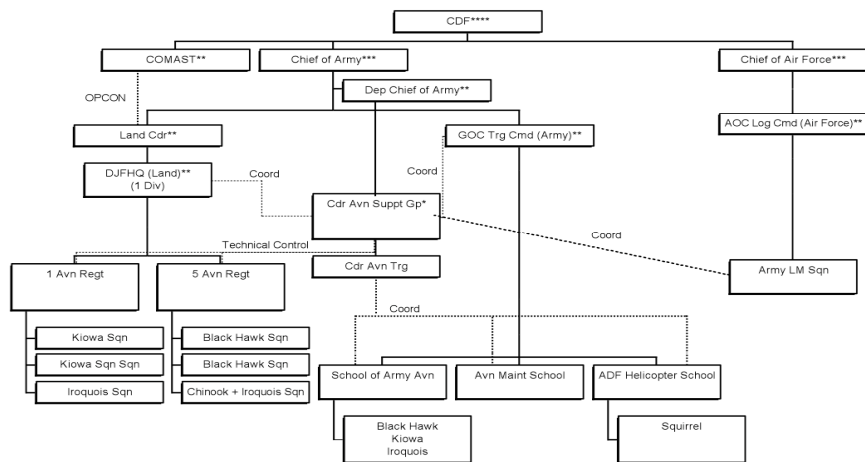 CDF****
COMAST**
Chief of Army***
Chief of Air Force***
Dep Chief of Army**
OPCON
Land Cdr**
GOC Trg Cmd (Army)**
AOC Log Cmd (Air Force)**
DJFHQ (Land)**
(1 Div)
Coord
Coord
Cdr Avn Suppt Gp*
Coord
Technical Control
1 Avn Regt
5 Avn Regt
Cdr Avn Trg
Army LM Sqn
Coord
Kiowa Sqn
Black Hawk Sqn
Kiowa Sqn Sqn
Black Hawk Sqn
Iroquois Sqn
Chinook + Iroquois Sqn
School of Army Avn
Avn Maint School
ADF Helicopter School
Black Hawk
Kiowa
Iroquois
Squirrel